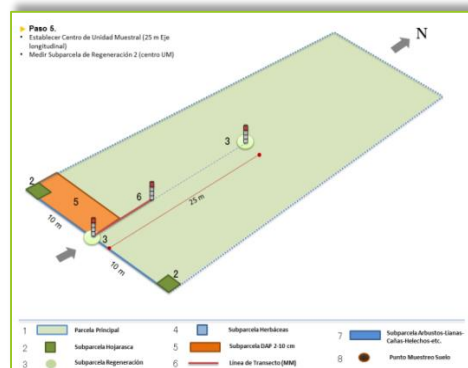 Paso 5.
• Establecer Centro de Unidad Muestral (25 m Eje
longitudinal)
• Medir Subparcela de Regeneración 2 (centro UM)
N
3
2
6
5
25 m
10 m
3
10 m
2
1 Parcela Principal
2 Subparcela Hojarasca
3 Subparcela Regeneración
4 Subparcela Herbáceas
5 Subparcela DAP 2-10 cm
6 Línea de Transecto (MM)
7 Subparcela Arbustos-Lianas-
Cañas-Helechos-etc.
8 Punto Muestreo Suelo